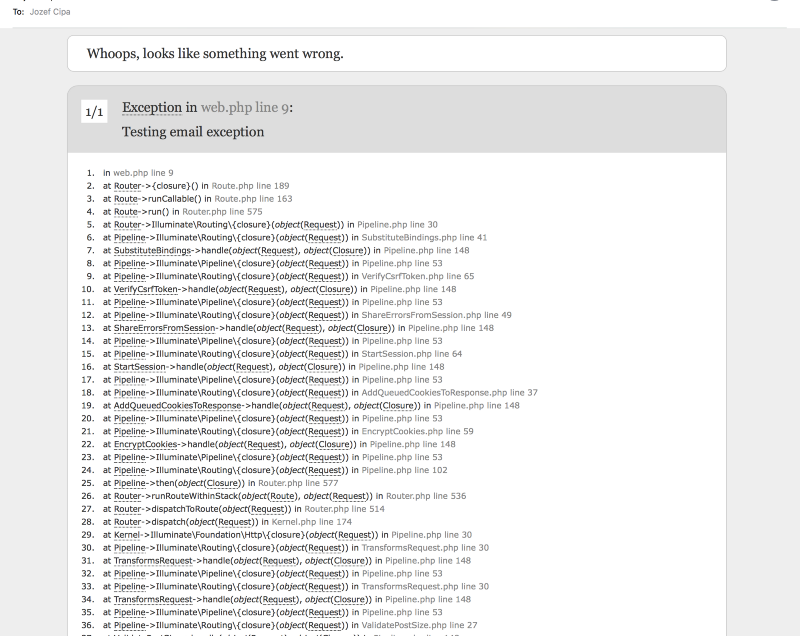 To: Jozef Cipa
Whoops, looks like something went wrong.
1/1
Exception in web.php line 9:
Testing email exception
1. in web.php line 9
2. at Router->{closure}() in Route.php line 189
3. at Route->runCallable() in Route.php line 163
4. at Route->run() in Router.php line 575
5. at Router->Illuminate\Routing\{closure}(object(Request)) in Pipeline.php line 30
6. at Pipeline->Illuminate\Routing\{closure}(object(Request)) in SubstituteBindings.php line 41
7. at SubstituteBindings->handle(object(Request), object(Closure)) in Pipeline.php line 148
8. at Pipeline->Illuminate\Pipeline\{closure}(object(Request)) in Pipeline.php line 53
9. at Pipeline->Illuminate\Routing\{closure}(object(Request)) in VerifyCsrfToken.php line 65
10. at VerifyCsrfToken->handle(object(Request), object(Closure)) in Pipeline.php line 148
11. at Pipeline->Illuminate\Pipeline\{closure}(object(Request)) in Pipeline.php line 53
12. at Pipeline->Illuminate\Routing\{closure}(object(Request)) in ShareErrorsFromSession.php line 49
13. at ShareErrorsFromSession->handle(object(Request), object(Closure)) in Pipeline.php line 148
14. at Pipeline->Illuminate\Pipeline\{closure}(object(Request)) in Pipeline.php line 53
15. at Pipeline->Illuminate\Routing\{closure}(object(Request)) in StartSession.php line 64
16. at StartSession->handle(object(Request), object(Closure)) in Pipeline.php line 148
17. at Pipeline->Illuminate\Pipeline\{closure}(object(Request)) in Pipeline.php line 53
18. at Pipeline->Illuminate\Routing\{closure}(object(Request)) in AddQueuedCookiesToResponse.php line 37
19. at AddQueuedCookiesToResponse->handle(object(Request), object(Closure)) in Pipeline.php line 148
20. at Pipeline->Illuminate\Pipeline\{closure}(object(Request)) in Pipeline.php line 53
21. at Pipeline->Illuminate\Routing\{closure}(object(Request)) in EncryptCookies.php line 59
22. at EncryptCookies->handle(object(Request), object(Closure)) in Pipeline.php line 148
23. at Pipeline->Illuminate\Pipeline\{closure}(object(Request)) in Pipeline.php line 53
24. at Pipeline->Illuminate\Routing\{closure}(object(Request)) in Pipeline.php line 102
25. at Pipeline->then(object(Closure)) in Router.php line 577
26. at Router->runRouteWithinStack(object(Route), object(Request)) in Router.php line 536
27. at Router->dispatchToRoute(object(Request)) in Router.php line 514
28. at Router->dispatch(object(Request)) in Kernel.php line 174
29. at Kernel->Illuminate\Foundation\Http\{closure}(object(Request)) in Pipeline.php line 30
30. at Pipeline->Illuminate\Routing\{closure}(object(Request)) in TransformsRequest.php line 30
31. at TransformsRequest->handle(object(Request), object(Closure)) in Pipeline.php line 148
32. at Pipeline->Illuminate\Pipeline\{closure}(object(Request)) in Pipeline.php line 53
33. at Pipeline->Illuminate\Routing\{closure}(object(Request)) in TransformsRequest.php line 30
34. at TransformsRequest->handle(object(Request), object(Closure)) in Pipeline.php line 148
35. at Pipeline->Illuminate\Pipeline\{closure}(object(Request)) in Pipeline.php line 53
36. at Pipeline->Illuminate\Routing\{closure}(object(Request)) in ValidatePostSize.php line 27